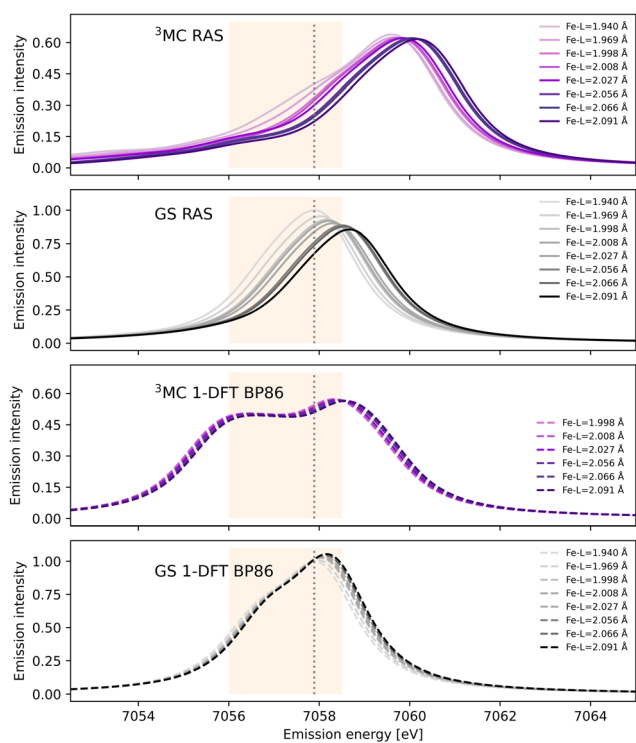 ³MC RAS
Emission intensity
0.60
0.45
0.30
0.15
0.00
Fe-L=1.940 Å
Fe-L=1.969 Å
Fe-L=1.998 Å
Fe-L=2.008 Å
Fe-L=2.027 Å
Fe-L=2.056 Å
Fe-L=2.066 Å
Fe-L=2.091 Å
GS RAS
Emission intensity
1.00
0.75
0.50
0.25
0.00
Fe-L=1.940 Å
Fe-L=1.969 Å
Fe-L=1.998 Å
Fe-L=2.008 Å
Fe-L=2.027 Å
Fe-L=2.056 Å
Fe-L=2.066 Å
Fe-L=2.091 Å
³MC 1-DFT BP86
Emission intensity
0.60
0.45
0.30
0.15
0.00
Fe-L=1.998 Å
Fe-L=2.008 Å
Fe-L=2.027 Å
Fe-L=2.056 Å
Fe-L=2.066 Å
Fe-L=2.091 Å
GS 1-DFT BP86
Emission intensity
1.00
0.75
0.50
0.25
0.00
Fe-L=1.940 Å
Fe-L=1.969 Å
Fe-L=1.998 Å
Fe-L=2.008 Å
Fe-L=2.027 Å
Fe-L=2.056 Å
Fe-L=2.066 Å
Fe-L=2.091 Å
7054 7056 7058 7060 7062 7064
Emission energy [eV]